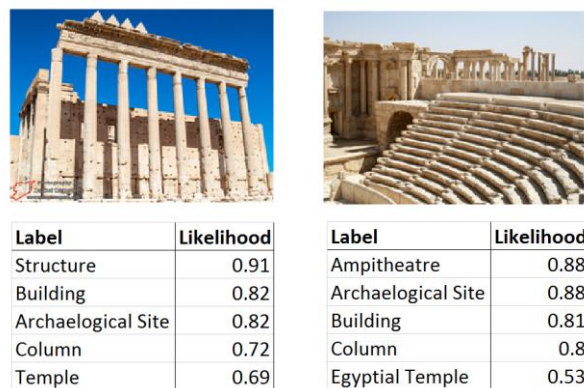 Label Likelihood
Structure 0.91
Building 0.82
Archaelogical Site 0.82
Column 0.72
Temple 0.69
Label Likelihood
Ampitheatre 0.88
Archaelogical Site 0.88
Building 0.81
Column 0.8
Egyptial Temple 0.53